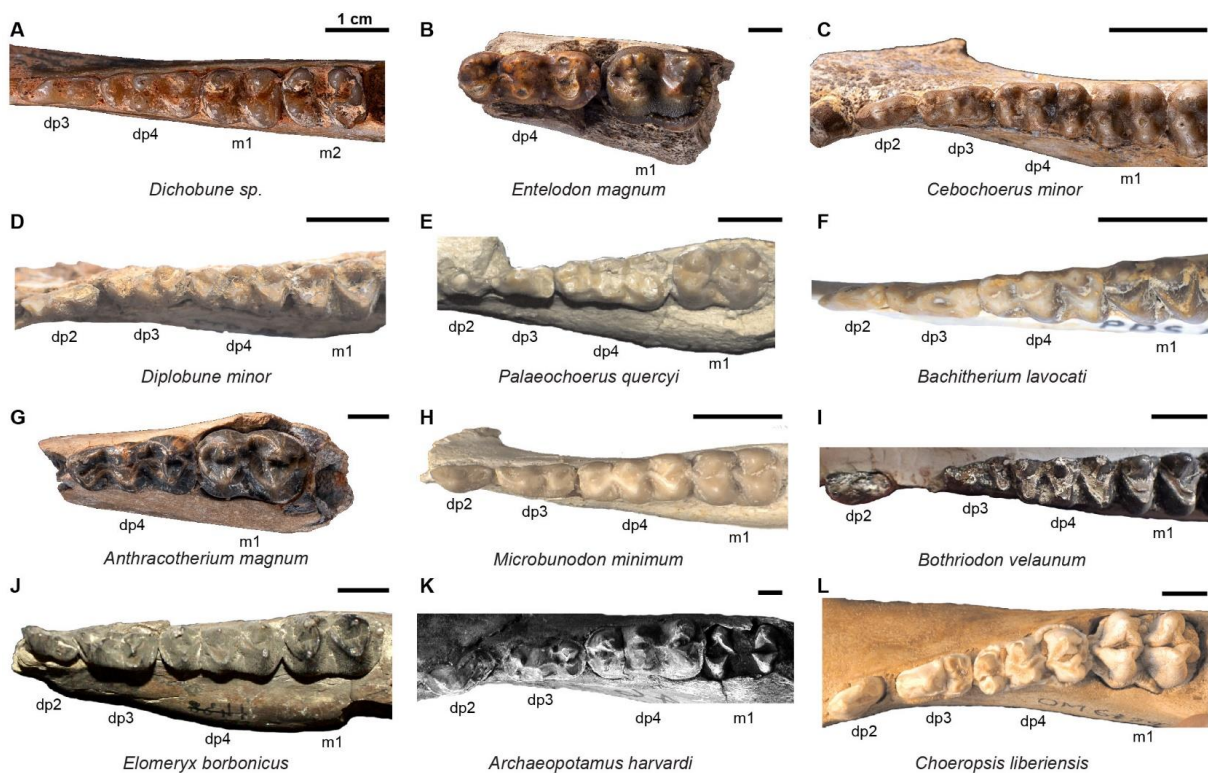 A
1 cm
dp3
dp4
m1
m2
Dichobune sp.
B
dp4
m1
Entelodon magnum
C
dp2
dp3
dp4
m1
Cebochoerus minor
D
dp2
dp3
dp4
m1
Diplobune minor
E
dp2
dp3
dp4
m1
Palaeochoerus quercyi
F
dp2
dp3
dp4
m1
Bachitherium lavocati
G
dp4
m1
Anthracotherium magnum
H
dp2
dp3
dp4
m1
Microbunodon minimum
I
dp2
dp3
dp4
m1
Bothriodon velaunum
J
dp2
dp3
dp4
m1
Elomeryx borbonicus
K
dp2
dp3
dp4
m1
Archaeopotamus harvardi
L
dp2
dp3
dp4
m1
Choeropsis liberiensis